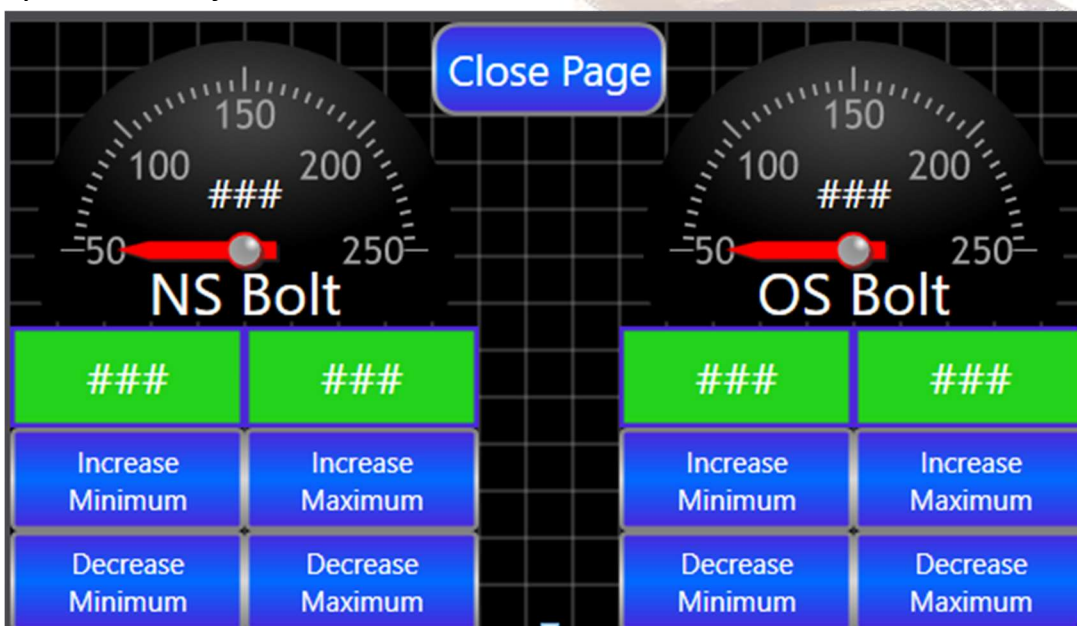 Close Page
150
150
100
200
100
200
###
###
50
250
50
250
NS Bolt
OS Bolt
###
###
###
###
Increase
Minimum
Increase
Maximum
Increase
Minimum
Increase
Maximum
Decrease
Minimum
Decrease
Maximum
Decrease
Minimum
Decrease
Maximum